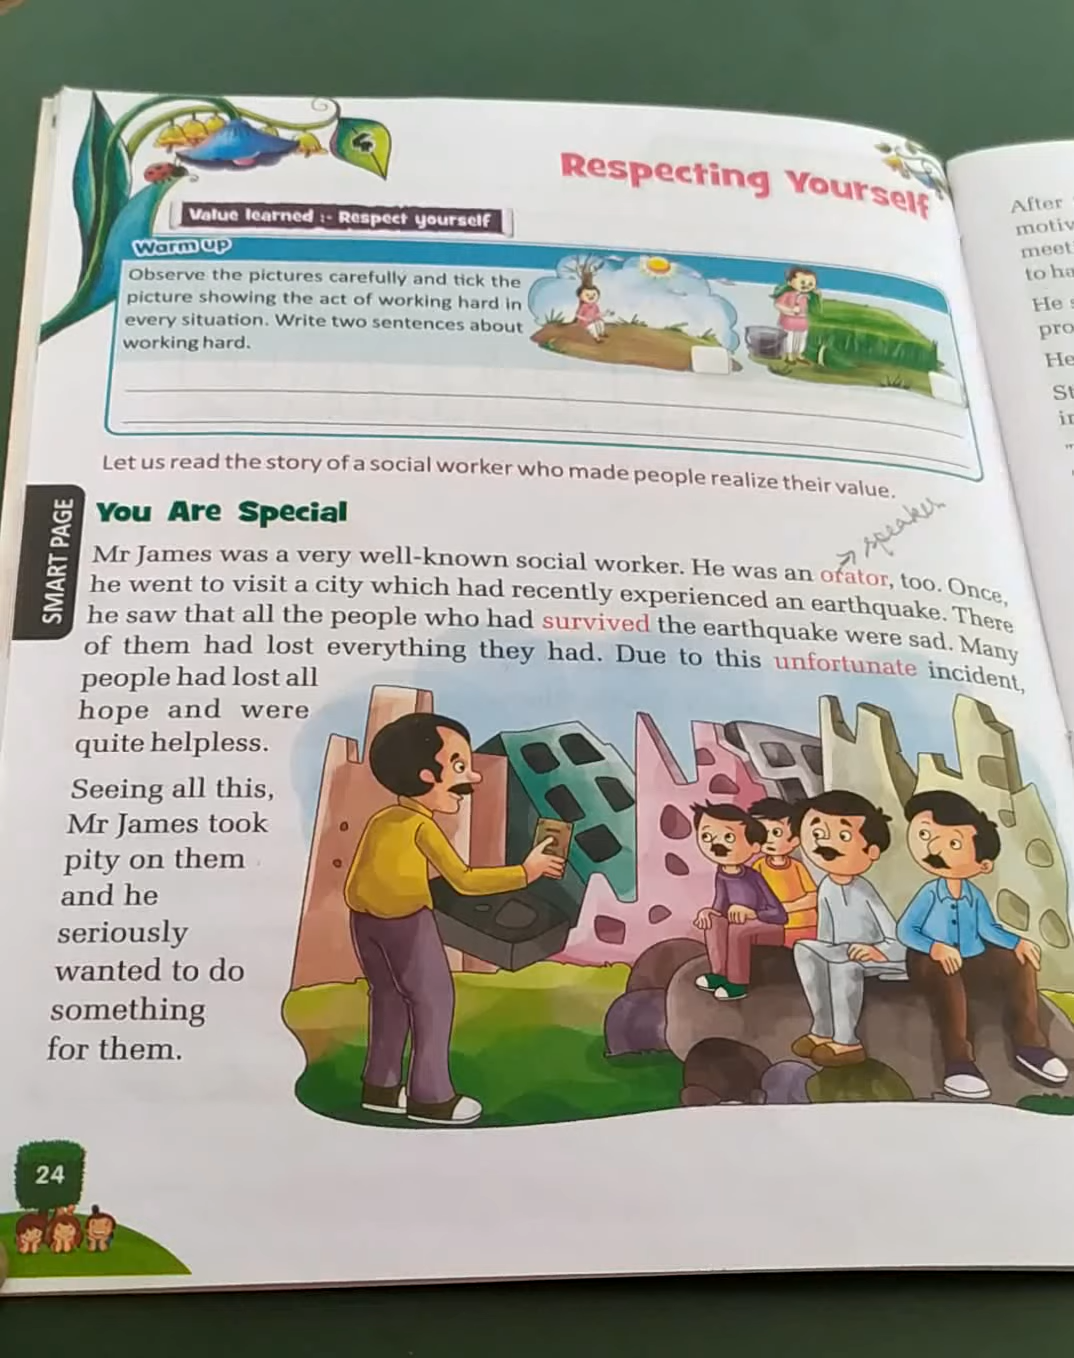 4
Respecting Yourself
Value learned :- Respect yourself
Warm up
Observe the pictures carefully and tick the
picture showing the act of working hard in
every situation. Write two sentences about
working hard.
Let us read the story of a social worker who made people realize their value.
SMART PAGE
You Are Special
speaker
Mr James was a very well-known social worker. He was an orator, too. Once,
he went to visit a city which had recently experienced an earthquake. There
he saw that all the people who had survived the earthquake were sad. Many
of them had lost everything they had. Due to this unfortunate incident,
people had lost all
hope and were
quite helpless.
Seeing all this,
Mr James took
pity on them
and he
seriously
wanted to do
something
for them.
24
After
motiv
meet
to ha
He
pro
He
St